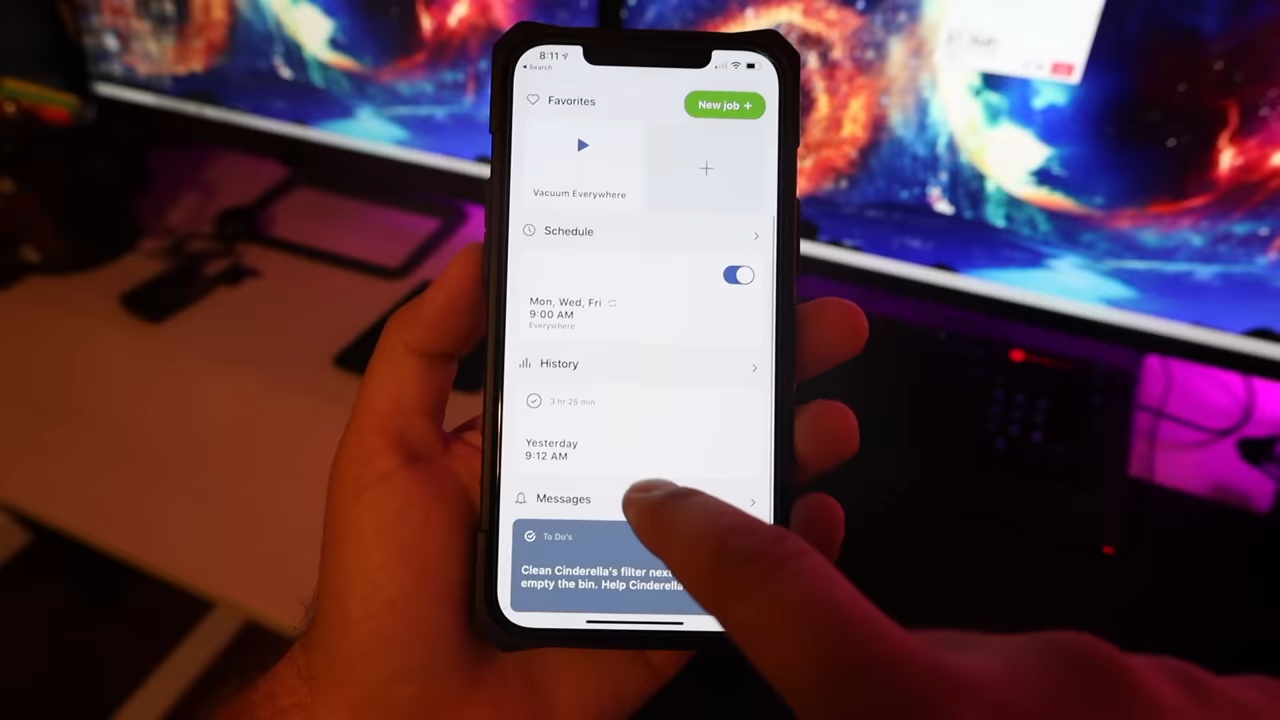 8:11
Search
Favorites
New job +
Vacuum Everywhere
Schedule
Mon, Wed, Fri
9:00 AM
Everywhere
History
3 hr 25 min
Yesterday
9:12 AM
Messages
To Do's
Clean Cinderella's filter next
empty the bin. Help Cinderella